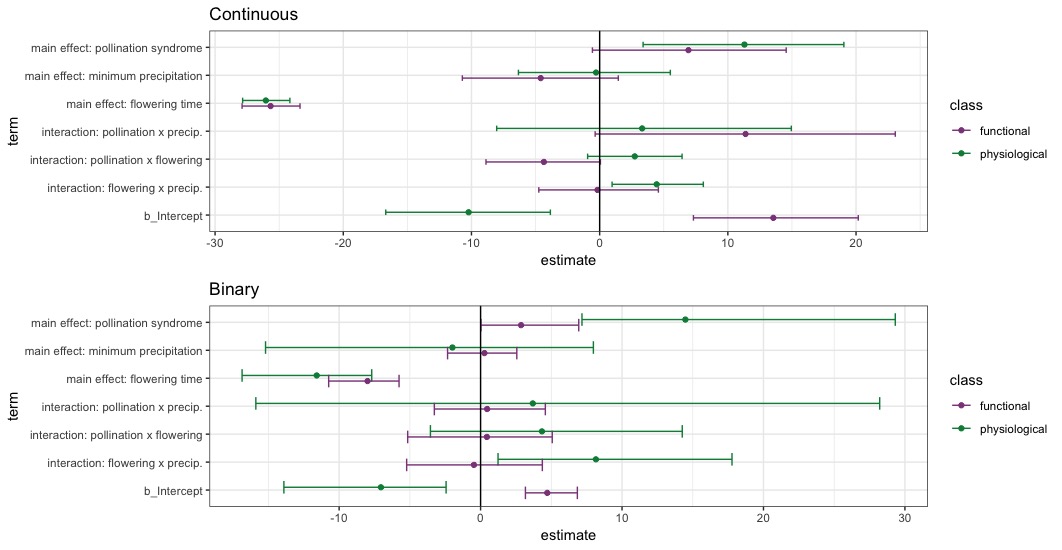 Continuous
term
main effect: pollination syndrome
main effect: minimum precipitation
main effect: flowering time
interaction: pollination x precip.
interaction: pollination x flowering
interaction: flowering x precip.
b_Intercept
-30 -20 -10 0 10 20
estimate
class
functional
physiological
Binary
term
main effect: pollination syndrome
main effect: minimum precipitation
main effect: flowering time
interaction: pollination x precip.
interaction: pollination x flowering
interaction: flowering x precip.
b_Intercept
-10 0 10 20 30
estimate
class
functional
physiological